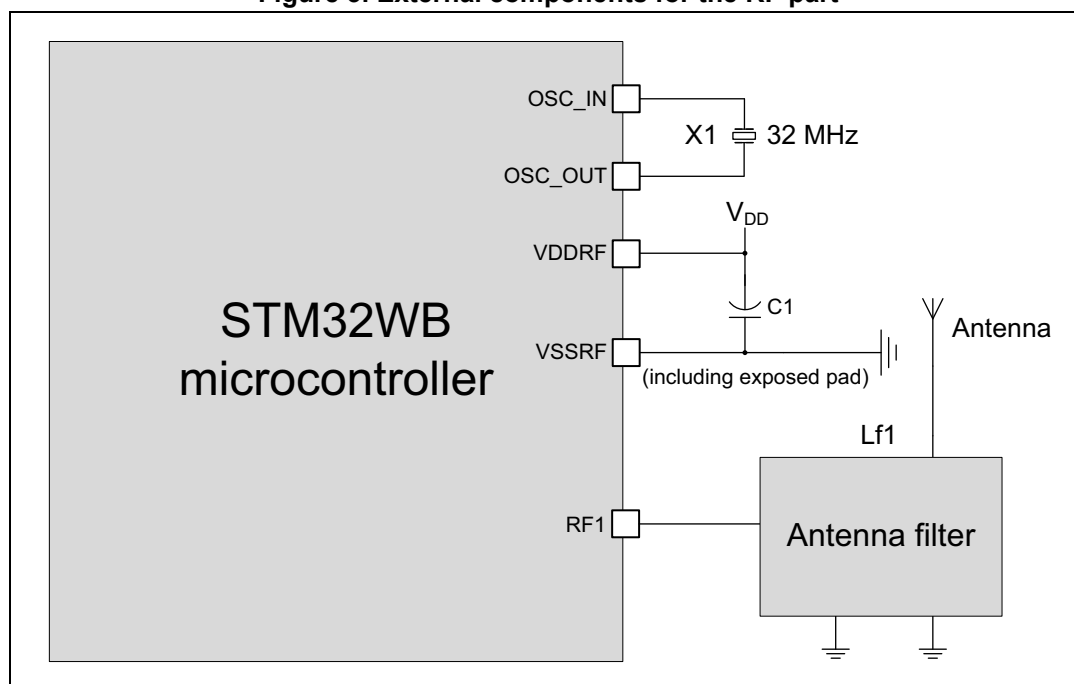 Figure External components for the RF part
OSC_IN
X1 32 MHz
OSC_OUT
VDD
VDDRF
C1
STM32WB
microcontroller
VSSRF
(including exposed pad)
Antenna
Lf1
RF1
Antenna filter